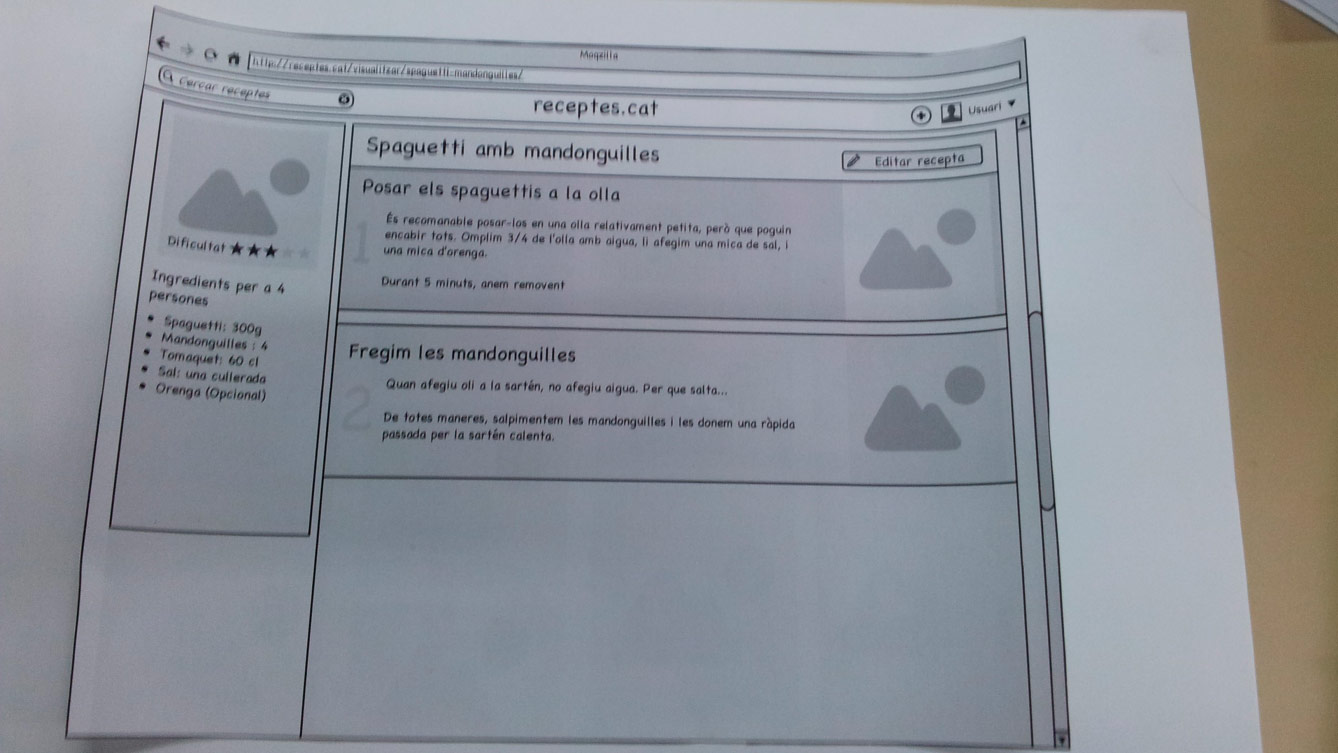 Moqzilla
http://receptes.cat/visualitzar/spaguetti-mandonguilles/
Cercar receptes
receptes.cat
Usuari
Dificultat
Ingredients per a 4
persones
Spaguetti: 300g
Mandonguilles : 4
Tomaquet: 60 cl
Sal: una cullerada
Orenga (Opcional)
Spaguetti amb mandonguilles
Editar recepta
Posar els spaguettis a la olla
1
És recomanable posar-los en una olla relativament petita, però que poguin
encabir tots. Omplim 3/4 de l'olla amb aigua, li afegim una mica de sal, i
una mica d'orenga.
Durant 5 minuts, anem removent
Fregim les mandonguilles
2
Quan afegiu oli a la sartén, no afegiu aigua. Per que salta...
De totes maneres, salpimentem les mandonguilles i les donem una ràpida
passada per la sartén calenta.